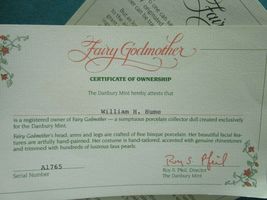 Fairy Godmother
CERTIFICATE OF OWNERSHIP
The Danbury Mint hereby attests that
William H. Hume
is a registered owner of Fairy Godmother — a sumptuous porcelain collector doll created exclusively
for the Danbury Mint.
Fairy Godmother's head, arms and legs are crafted of fine bisque porcelain. Her beautiful facial fea-
tures are artfully hand-painted. Her costume is hand-tailored, accented with genuine rhinestones
and trimmed with hundreds of lustrous faux pearls.
A1765
Serial Number
Roy S. Pfeil
Roy S. Pfeil, Director
The Danbury Mint